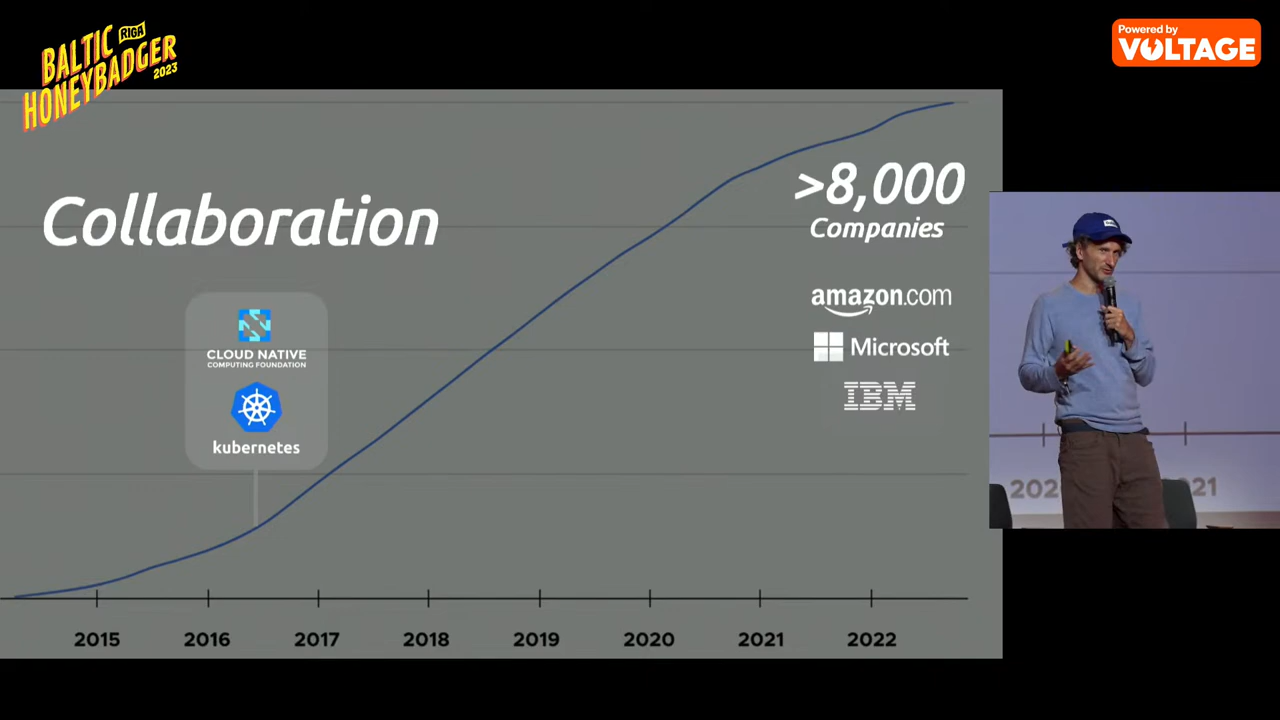 BALTIC
RIGA
HONEYBADGER
2023
Powered by
VOLTAGE
Collaboration
>8,000
Companies
CLOUD NATIVE
COMPUTING FOUNDATION
kubernetes
amazon.com
Microsoft
IBM
2015
2016
2017
2018
2019
2020
2021
2022